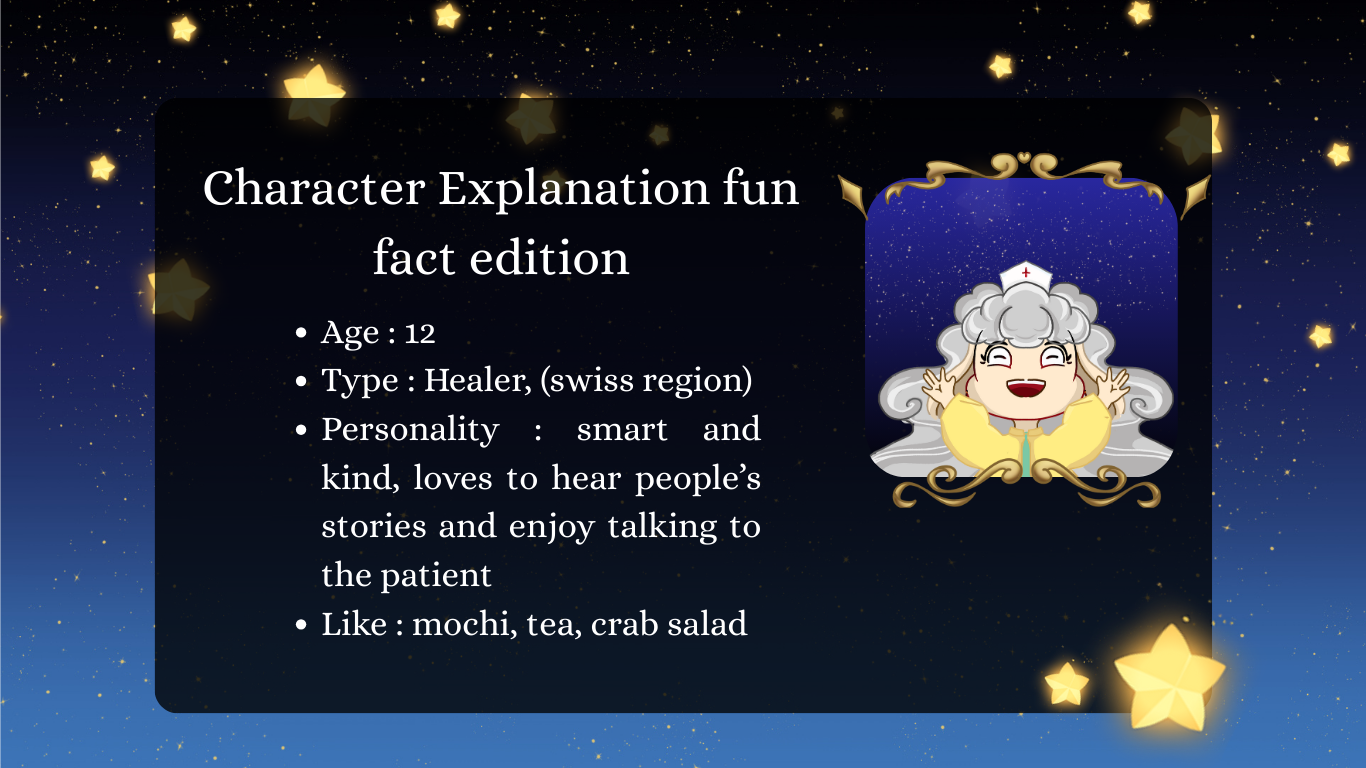 Character Explanation fun
fact edition
• Age : 12
• Type : Healer, (swiss region)
• Personality : smart and
kind, loves to hear people’s
stories and enjoy talking to
the patient
• Like : mochi, tea, crab salad